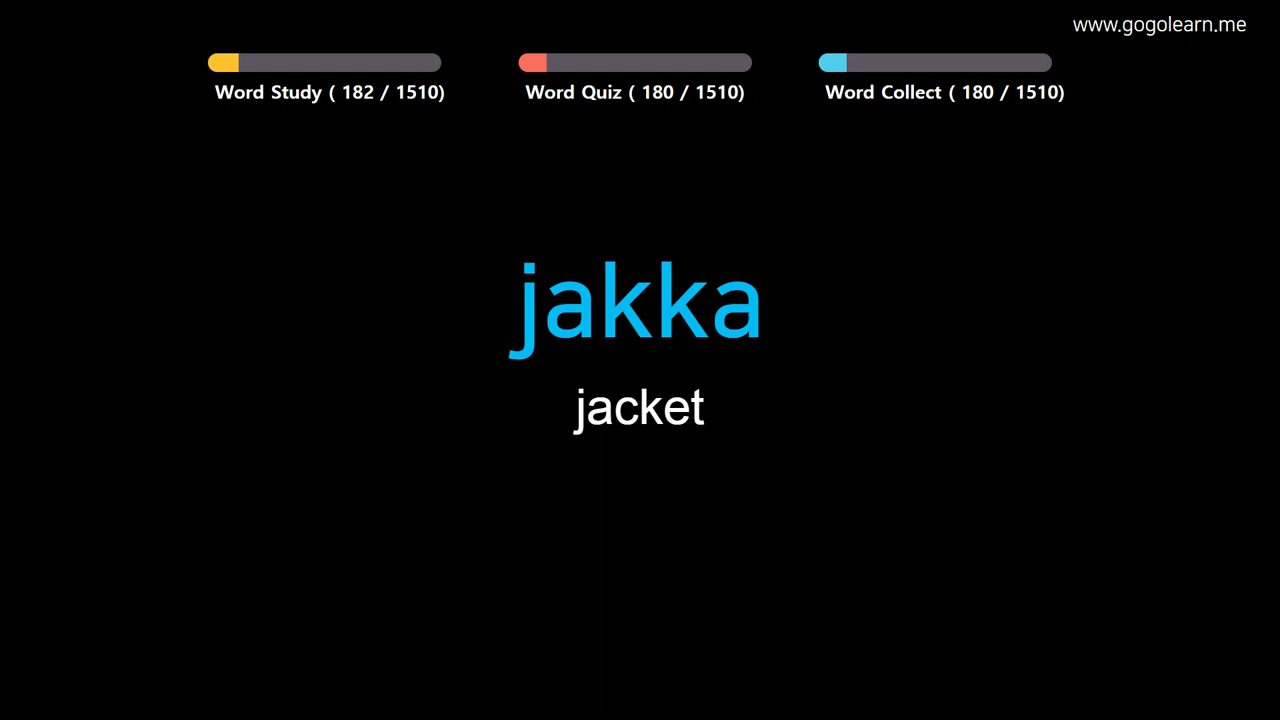 www.gogolearn.me
Word Study ( 182 / 1510)
Word Quiz ( 180 / 1510)
Word Collect ( 180 / 1510)
jakka
jacket